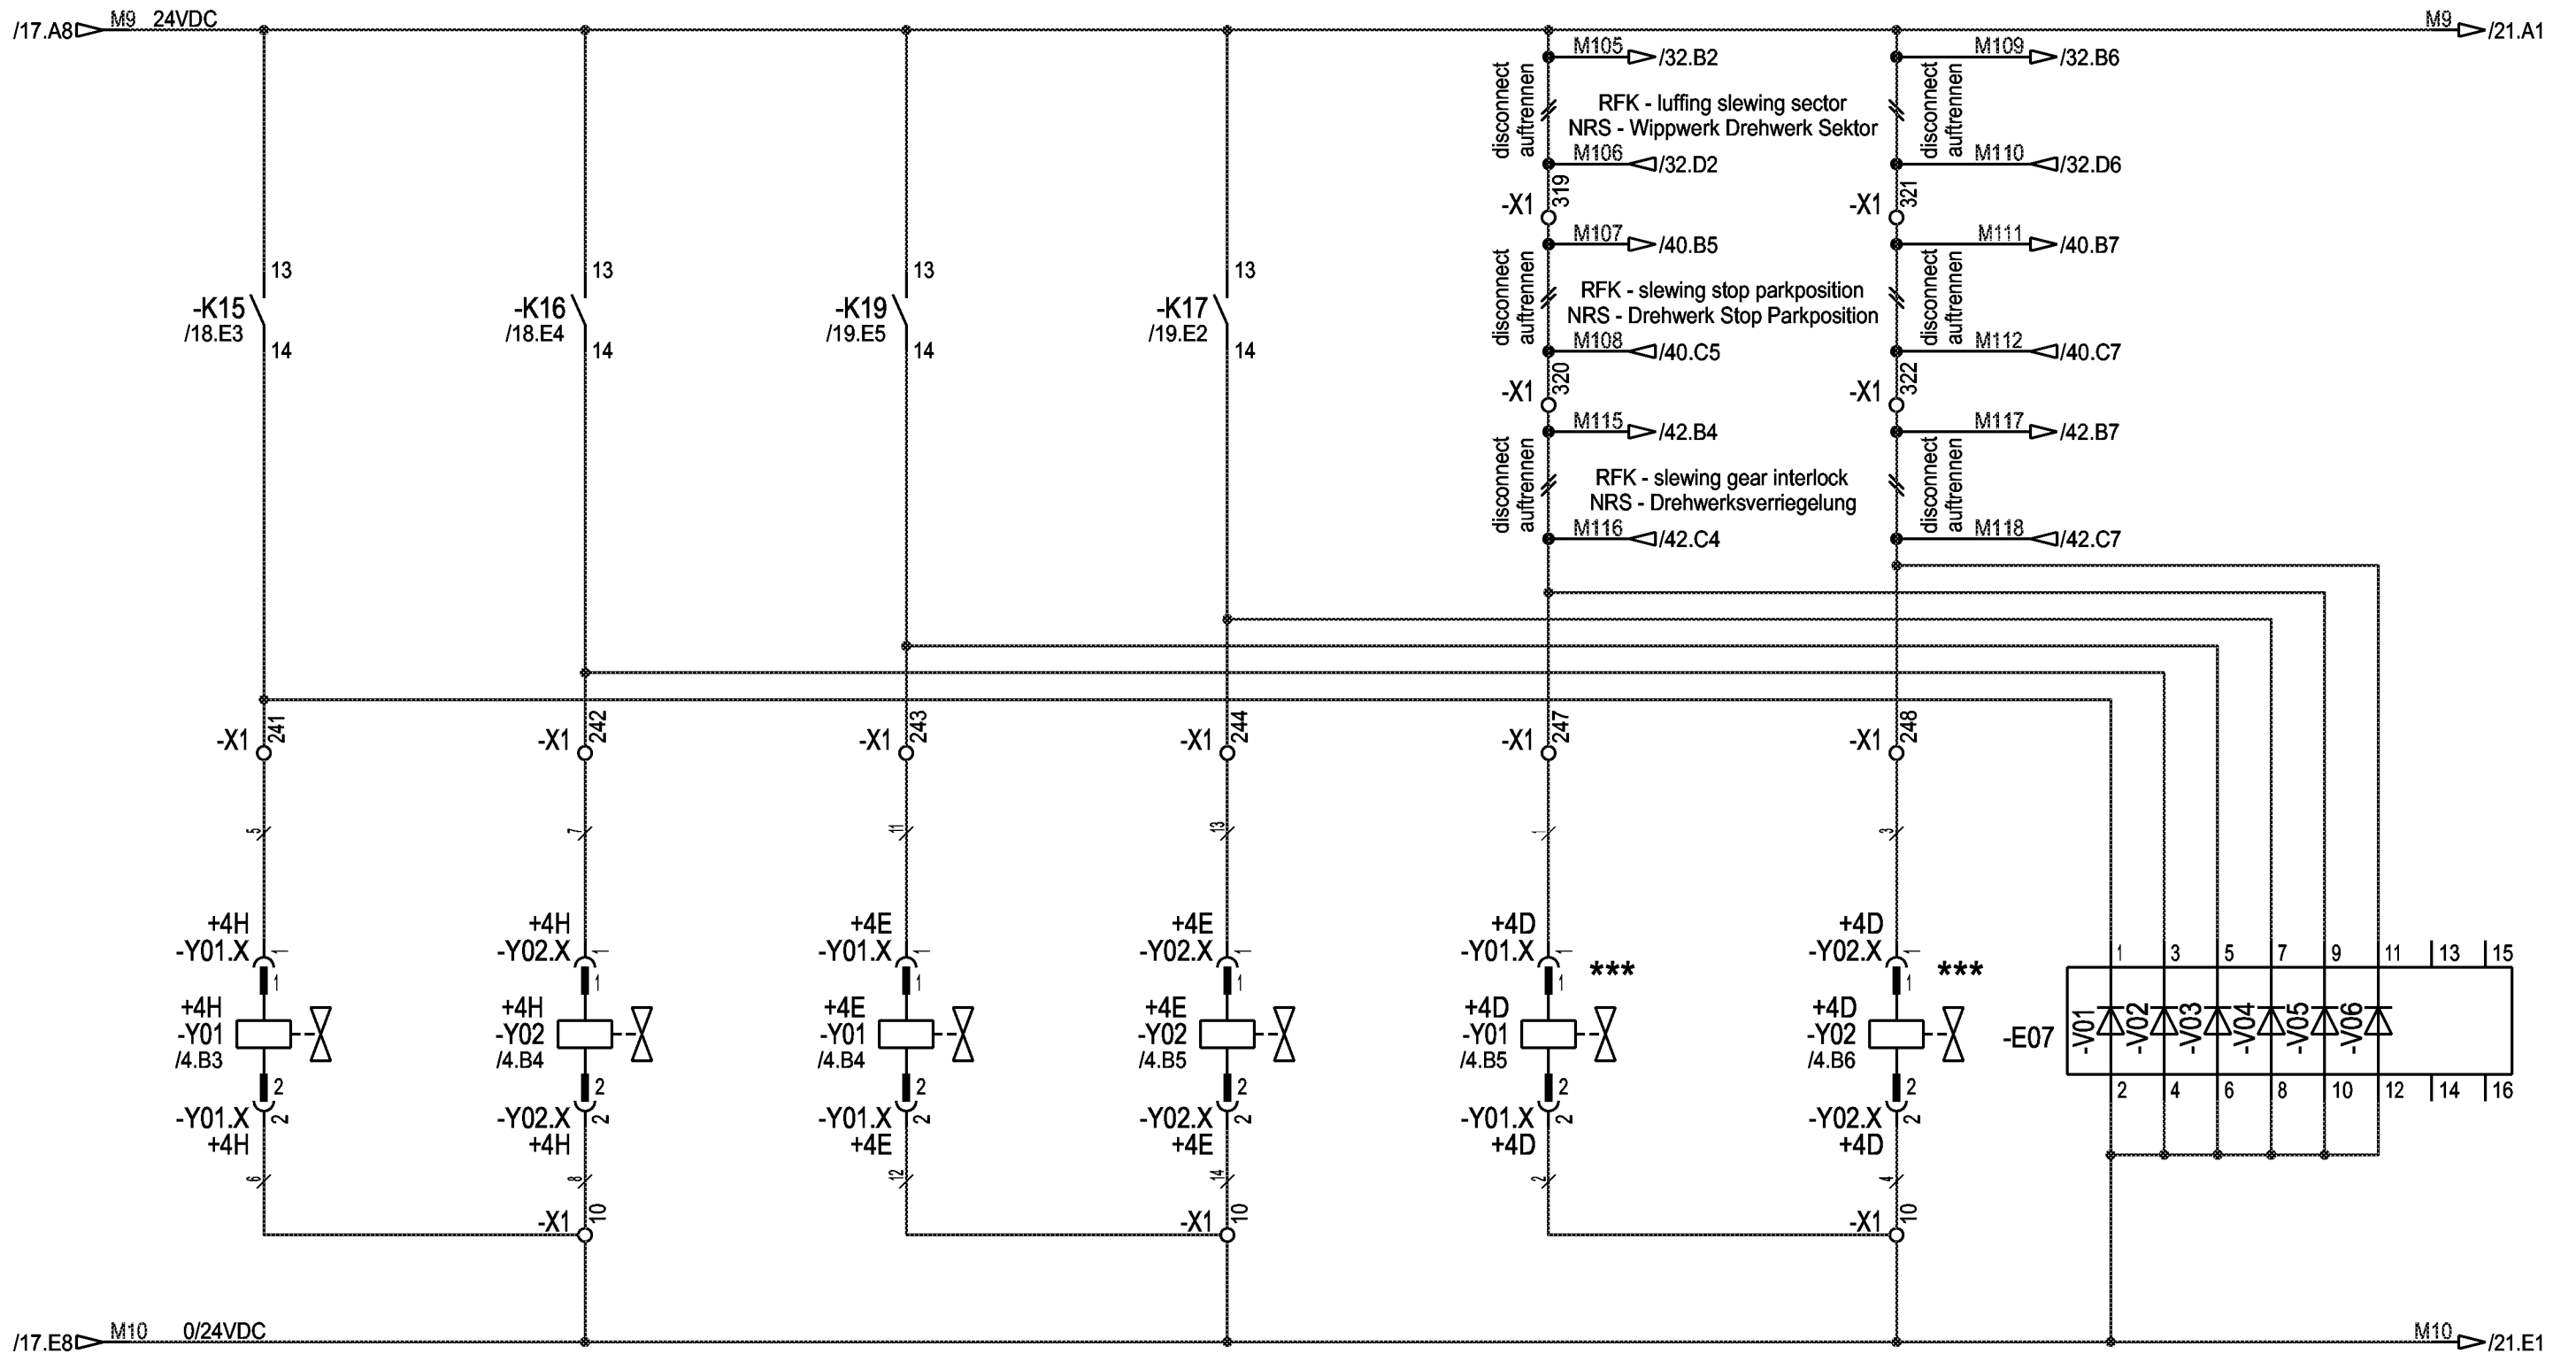 /17.A8 M9 24VDC M9 /21.A1
M105 /32.B2 M109 /32.B6
disconnect
auftrennen
RFK - luffing slewing sector
NRS - Wippwerk Drehwerk Sektor
disconnect
auftrennen
M106 /32.D2 M110 /32.D6
-X1 319 -X1 321
M107 /40.B5 M111 /40.B7
13 13 13 13
-K15 -K16 -K19 -K17
/18.E3 /18.E4 /19.E5 /19.E2
14 14 14 14
disconnect
auftrennen
RFK - slewing stop parkposition
NRS - Drehwerk Stop Parkposition
disconnect
auftrennen
M108 /40.C5 M112 /40.C7
-X1 320 -X1 322
M115 /42.B4 M117 /42.B7
disconnect
auftrennen
RFK - slewing gear interlock
NRS - Drehwerksverriegelung
disconnect
auftrennen
M116 /42.C4 M118 /42.C7
-X1 241 -X1 242 -X1 243 -X1 244 -X1 247 -X1 248
5 7 11 13 1 3
+4H +4H +4E +4E +4D +4D
-Y01.X 1 -Y02.X 1 -Y01.X 1 -Y02.X 1 -Y01.X 1 -Y02.X 1 1 3 5 7 9 11 13 15
1 1 1 1 1 *** 1 ***
+4H +4H +4E +4E +4D +4D
-Y01 -Y02 -Y01 -Y02 -Y01 -Y02 -E07 -V01 -V02 -V03 -V04 -V05 -V06
/4.B3 /4.B4 /4.B4 /4.B5 /4.B5 /4.B6
2 2 2 2 2 2 2 4 6 8 10 12 14 16
-Y01.X 2 -Y02.X 2 -Y01.X 2 -Y02.X 2 -Y01.X 2 -Y02.X 2
+4H +4H +4E +4E +4D +4D
6 8 12 14 2 4
-X1 10 -X1 10 -X1 10
/17.E8 M10 0/24VDC M10 /21.E1